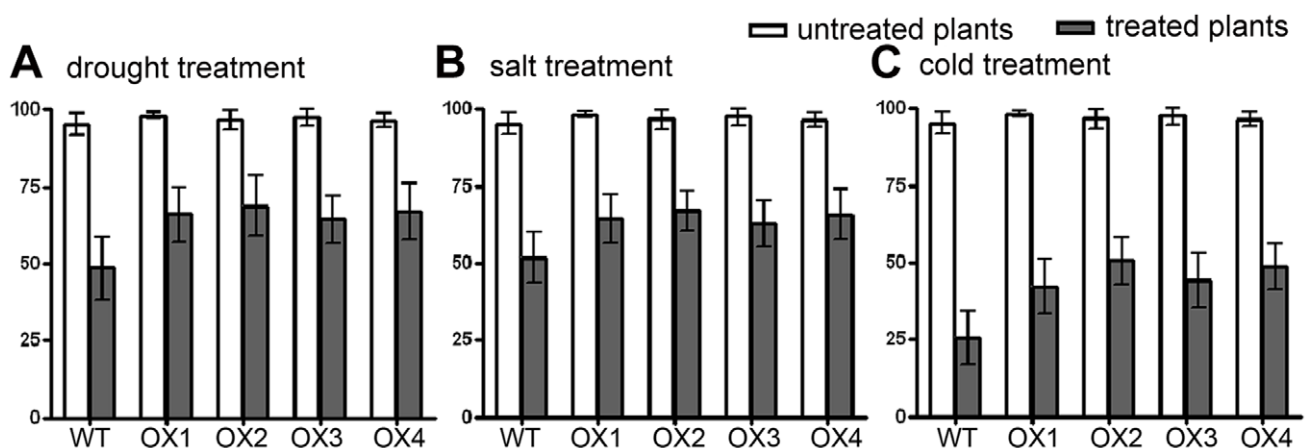 untreated plants treated plants
A drought treatment
100
75
50
25
0
WT OX1 OX2 OX3 OX4
B salt treatment
100
75
50
25
0
WT OX1 OX2 OX3 OX4
C cold treatment
100
75
50
25
0
WT OX1 OX2 OX3 OX4